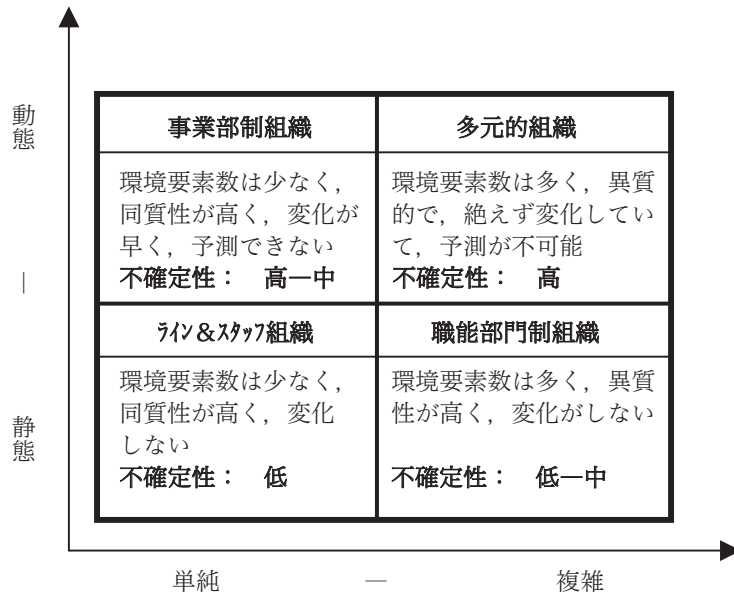 動態
｜
静態
事業部制組織
環境要素数は少なく，
同質性が高く，変化が
早く，予測できない
不確定性： 高―中
多元的組織
環境要素数は多く，異質
的で，絶えず変化してい
て，予測が不可能
不確定性： 高
ﾗｲﾝ＆ｽﾀｯﾌ組織
環境要素数は少なく，
同質性が高く，変化
しない
不確定性： 低
職能部門制組織
環境要素数は多く，異質
性が高く，変化がしない
不確定性： 低―中
単純 ― 複雑